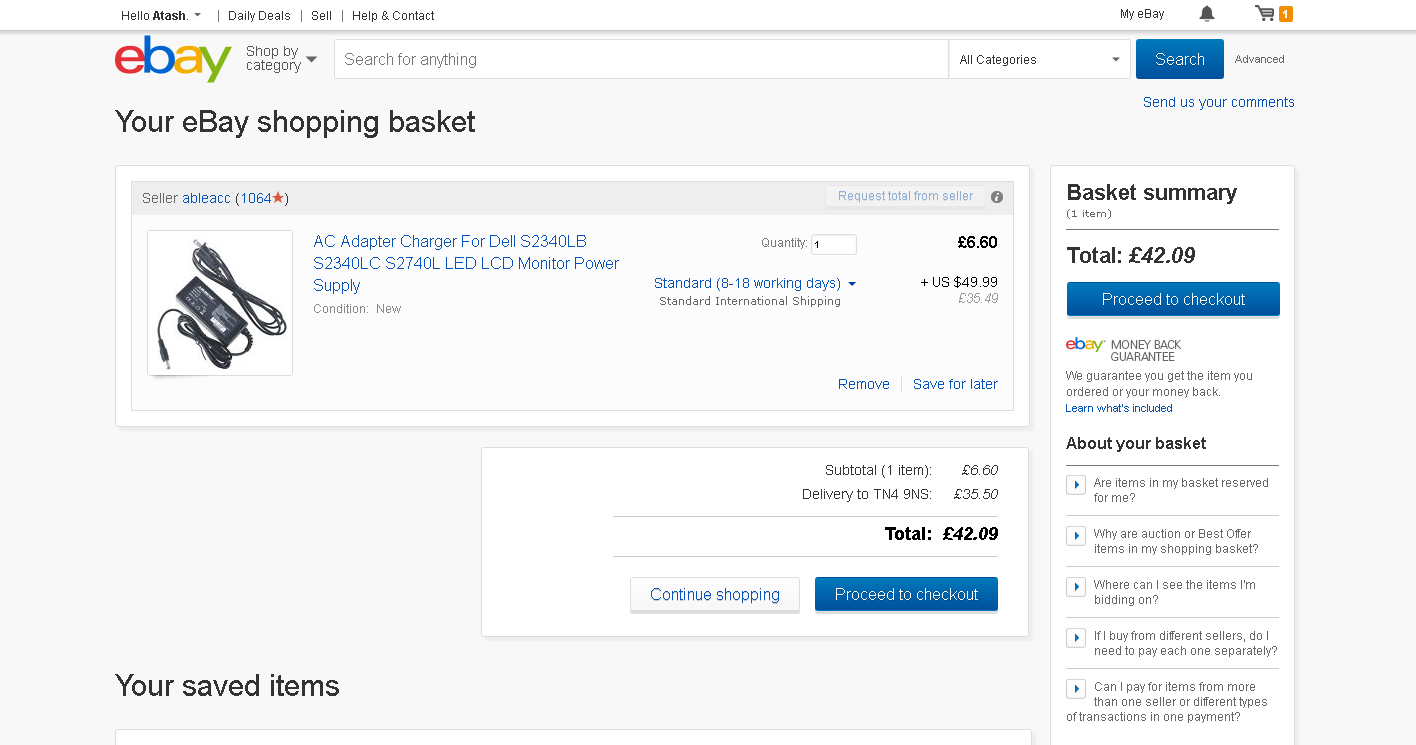 Hello Atash.
Daily Deals
Sell
Help & Contact
My eBay
1
ebay
Shop by
category
Search for anything
All Categories
Search
Advanced
Send us your comments
Your eBay shopping basket
Seller ableacc (1064★)
Request total from seller
i
AC Adapter Charger For Dell S2340LB
S2340LC S2740L LED LCD Monitor Power
Supply
Condition: New
Quantity: 1
£6.60
Standard (8-18 working days)
+ US $49.99
Standard International Shipping
£35.49
Remove
Save for later
Subtotal (1 item): £6.60
Delivery to TN4 9NS: £35.50
Total: £42.09
Continue shopping
Proceed to checkout
Your saved items
Basket summary
(1 item)
Total: £42.09
Proceed to checkout
ebay MONEY BACK
GUARANTEE
We guarantee you get the item you
ordered or your money back.
Learn what's included
About your basket
Are items in my basket reserved
for me?
Why are auction or Best Offer
items in my shopping basket?
Where can I see the items I'm
bidding on?
If I buy from different sellers, do I
need to pay each one separately?
Can I pay for items from more
than one seller or different types
of transactions in one payment?